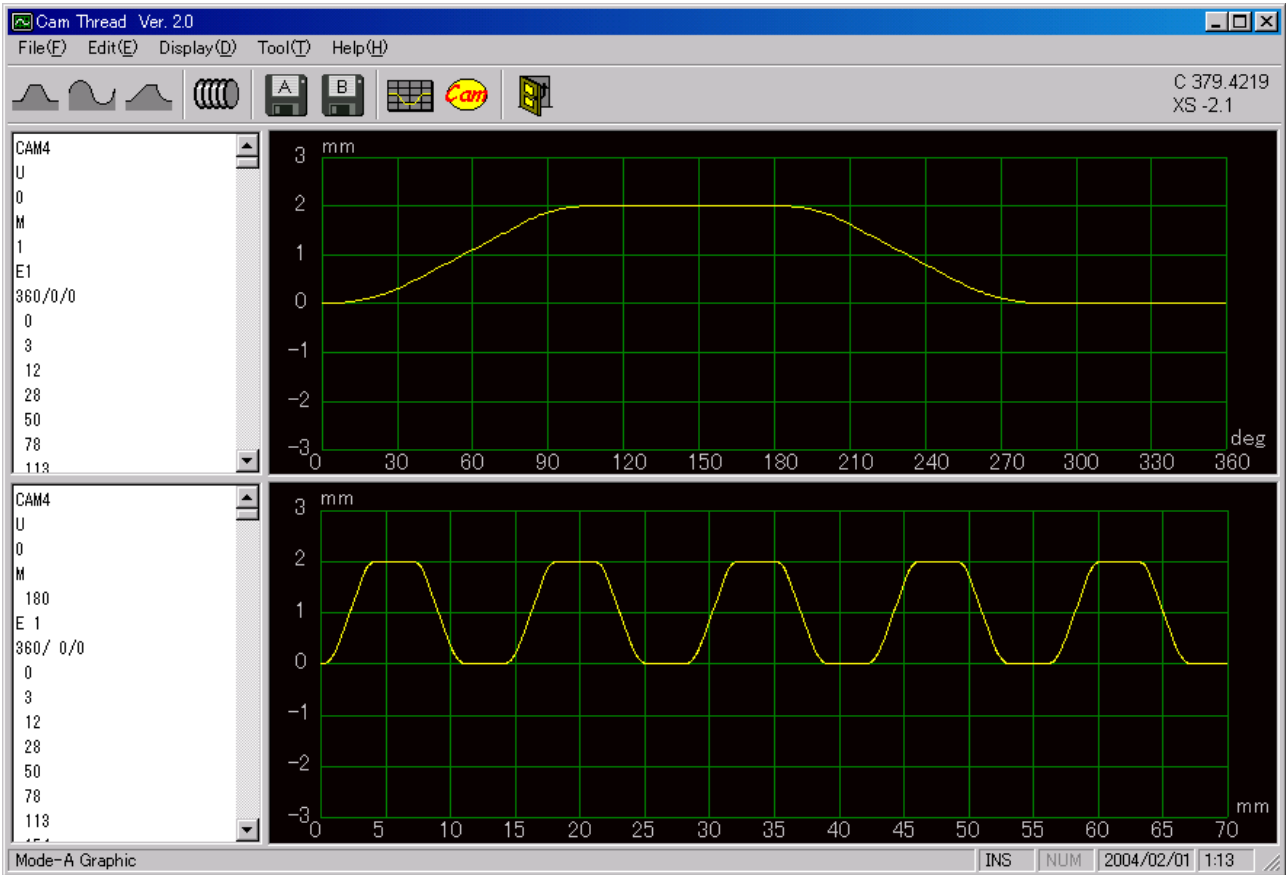 Cam Thread Ver. 2.0
File(F) Edit(E) Display(D) Tool(T) Help(H)
A B Cam
C 379.4219
XS -2.1
CAM4
U
0
M
1
E1
360/0/0
0
3
12
28
50
78
113
mm
3
2
1
0
-1
-2
-3
0 30 60 90 120 150 180 210 240 270 300 330 360
deg
CAM4
U
0
M
180
E 1
360/ 0/0
0
3
12
28
50
78
113
mm
3
2
1
0
-1
-2
-3
0 5 10 15 20 25 30 35 40 45 50 55 60 65 70
mm
Mode-A Graphic INS NUM 2004/02/01 1:13